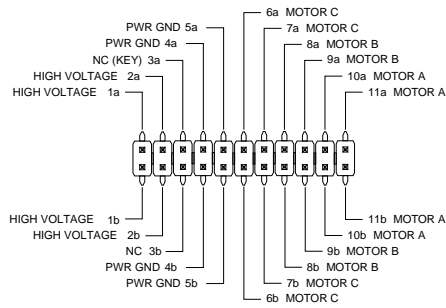 6a MOTOR C
PWR GND 5a
7a MOTOR C
PWR GND 4a
8a MOTOR B
NC (KEY) 3a
9a MOTOR B
HIGH VOLTAGE 2a
10a MOTOR A
HIGH VOLTAGE 1a
11a MOTOR A
HIGH VOLTAGE 1b
11b MOTOR A
HIGH VOLTAGE 2b
10b MOTOR A
NC 3b
9b MOTOR B
PWR GND 4b
8b MOTOR B
PWR GND 5b
7b MOTOR C
6b MOTOR C